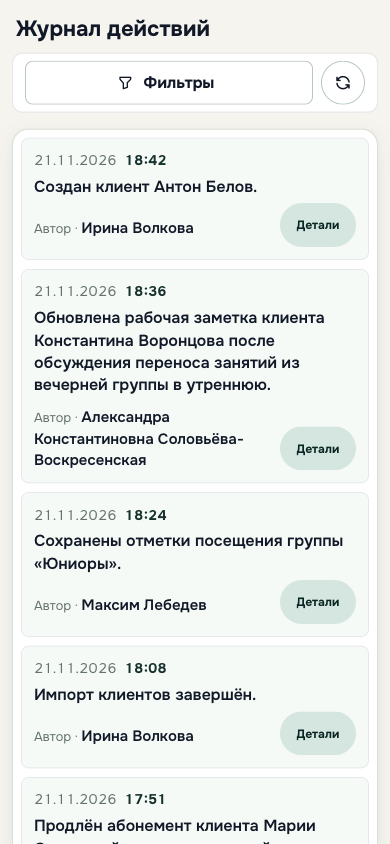 Журнал действий
Фильтры
21.11.2026 18:42
Создан клиент Антон Белов.
Автор · Ирина Волкова
Детали
21.11.2026 18:36
Обновлена рабочая заметка клиента
Константина Воронцова после
обсуждения переноса занятий из
вечерней группы в утреннюю.
Автор · Александра
Константиновна Соловьёва-
Воскресенская
Детали
21.11.2026 18:24
Сохранены отметки посещения группы
«Юниоры».
Автор · Максим Лебедев
Детали
21.11.2026 18:08
Импорт клиентов завершён.
Автор · Ирина Волкова
Детали
21.11.2026 17:51
Продлён абонемент клиента Марии